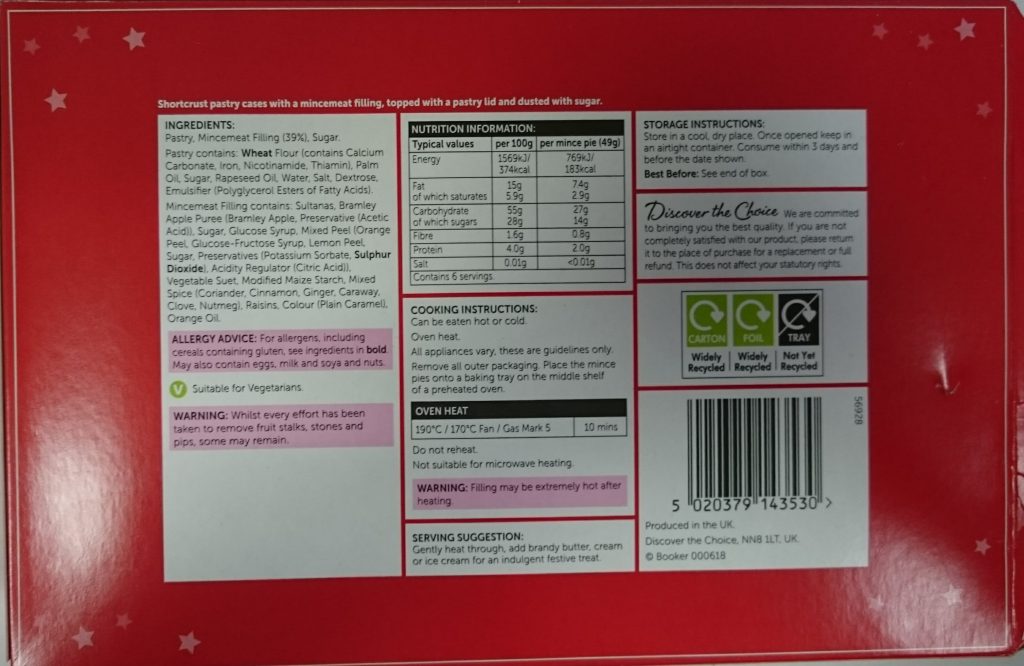 Shortcrust pastry cases with a mincemeat filling, topped with a pastry lid and dusted with sugar.
INGREDIENTS:
Pastry, Mincemeat Filling (39%), Sugar.
Pastry contains: Wheat Flour (contains Calcium
Carbonate, Iron, Nicotinamide, Thiamin), Palm
Oil, Sugar, Rapeseed Oil, Water, Salt, Dextrose,
Emulsifier (Polyglycerol Esters of Fatty Acids).
Mincemeat Filling contains: Sultanas, Bramley
Apple Puree (Bramley Apple, Preservative (Acetic
Acid)), Sugar, Glucose Syrup, Mixed Peel (Orange
Peel, Glucose-Fructose Syrup, Lemon Peel,
Sugar, Preservatives (Potassium Sorbate, Sulphur
Dioxide), Acidity Regulator (Citric Acid)),
Vegetable Suet, Modified Maize Starch, Mixed
Spice (Coriander, Cinnamon, Ginger, Caraway,
Clove, Nutmeg), Raisins, Colour (Plain Caramel),
Orange Oil.
ALLERGY ADVICE: For allergens, including
cereals containing gluten, see ingredients in bold.
May also contain eggs, milk and soya and nuts.
V Suitable for Vegetarians.
WARNING: Whilst every effort has been
taken to remove fruit stalks, stones and
pips, some may remain.
NUTRITION INFORMATION:
Typical values per 100g per mince pie (49g)
Energy 1569kJ/ 769kJ/
374kcal 183kcal
Fat 15g 7.4g
of which saturates 5.9g 2.9g
Carbohydrate 55g 27g
of which sugars 28g 14g
Fibre 1.6g 0.8g
Protein 4.0g 2.0g
Salt 0.01g <0.01g
Contains 6 servings.
COOKING INSTRUCTIONS:
Can be eaten hot or cold.
Oven heat.
All appliances vary, these are guidelines only.
Remove all outer packaging. Place the mince
pies onto a baking tray on the middle shelf
of a preheated oven.
OVEN HEAT
190°C / 170°C Fan / Gas Mark 5 10 mins
Do not reheat.
Not suitable for microwave heating.
WARNING: Filling may be extremely hot after
heating.
SERVING SUGGESTION:
Gently heat through, add brandy butter, cream
or ice cream for an indulgent festive treat.
STORAGE INSTRUCTIONS:
Store in a cool, dry place. Once opened keep in
an airtight container. Consume within 3 days and
before the date shown.
Best Before: See end of box.
Discover the Choice We are committed
to bringing you the best quality. If you are not
completely satisfied with our product, please return
it to the place of purchase for a replacement or full
refund. This does not affect your statutory rights.
CARTON FOIL TRAY
Widely Widely Not Yet
Recycled Recycled Recycled
56928
5 020379 143530 >
Produced in the UK.
Discover the Choice, NN8 1LT, UK.
© Booker 000618